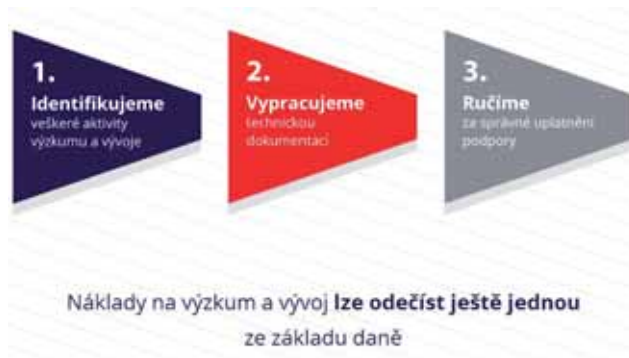 1.
Identifikujeme
veškeré aktivity
výzkumu a vývoje
2.
Vypracujeme
technickou
dokumentaci
3.
Ručíme
za správné uplatnění
podpory
Náklady na výzkum a vývoj lze odečíst ještě jednou
ze základu daně